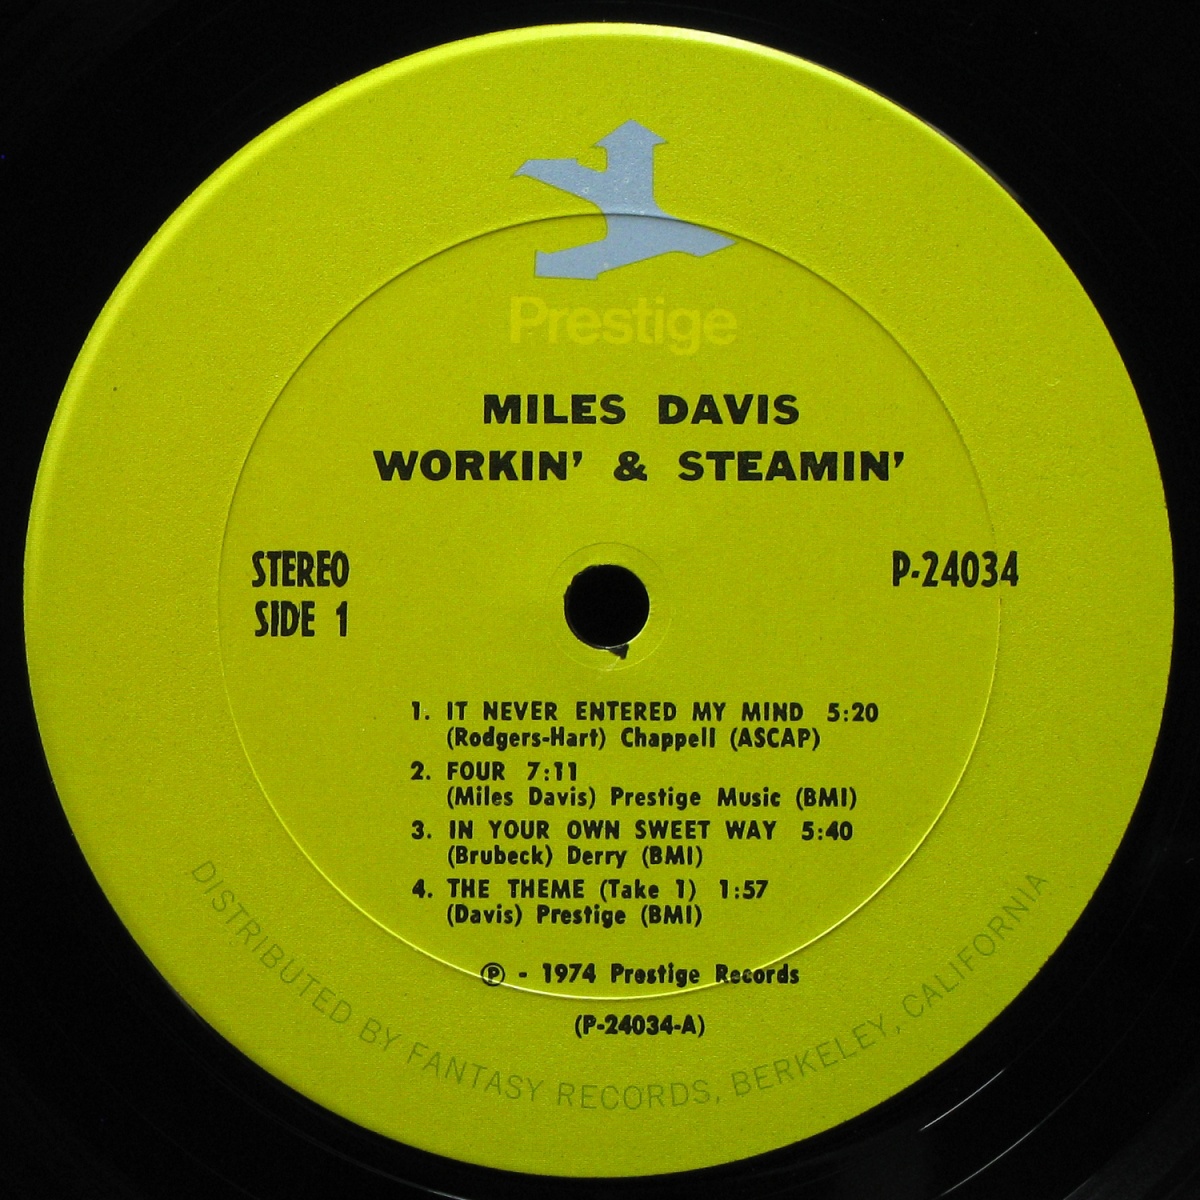 Prestige
MILES DAVIS
WORKIN' & STEAMIN'
STEREO
SIDE 1
P-24034
1. IT NEVER ENTERED MY MIND 5:20
(Rodgers-Hart) Chappell (ASCAP)
2. FOUR 7:11
(Miles Davis) Prestige Music (BMI)
3. IN YOUR OWN SWEET WAY 5:40
(Brubeck) Derry (BMI)
4. THE THEME (Take 1) 1:57
(Davis) Prestige (BMI)
℗ - 1974 Prestige Records
(P-24034-A)
DISTRIBUTED BY FANTASY RECORDS, BERKELEY, CALIFORNIA